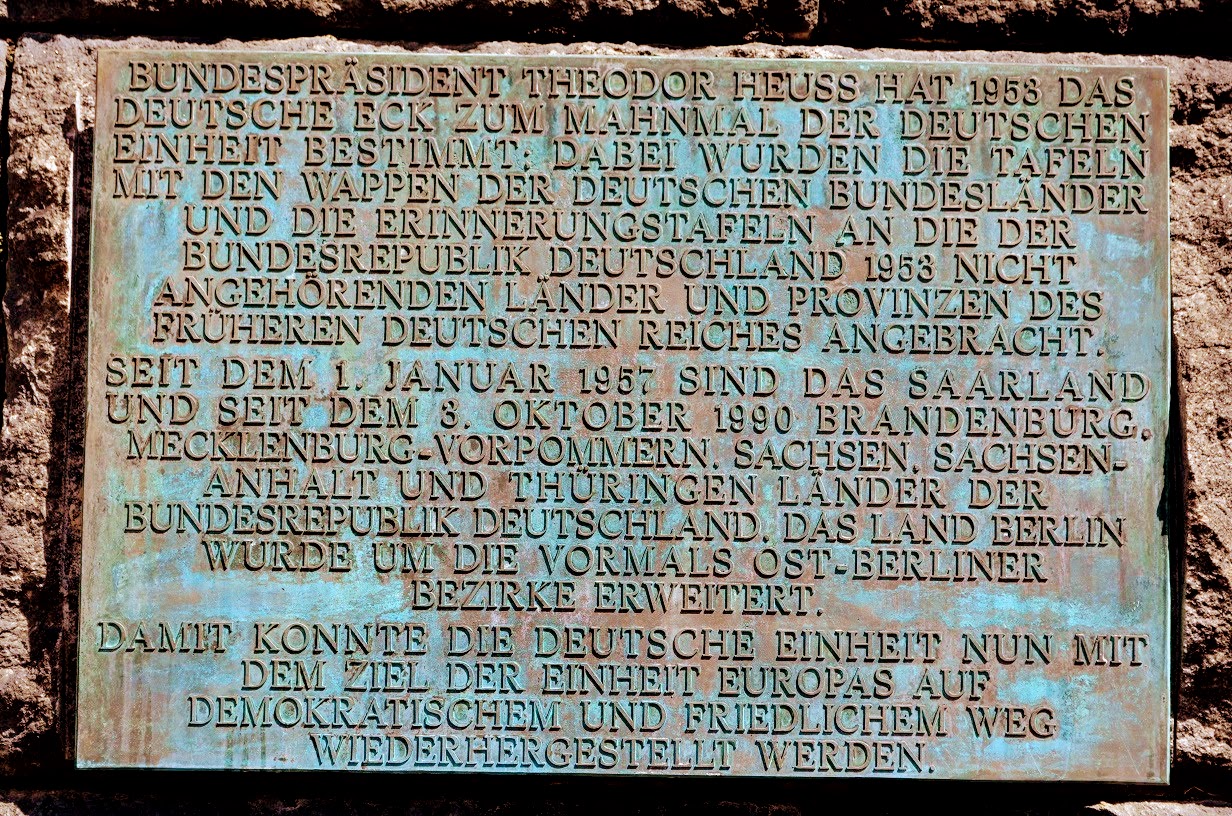 BUNDESPRÄSIDENT THEODOR HEUSS HAT 1953 DAS
DEUTSCHE ECK ZUM MAHNMAL DER DEUTSCHEN
EINHEIT BESTIMMT; DABEI WURDEN DIE TAFELN
MIT DEN WAPPEN DER DEUTSCHEN BUNDESLÄNDER
UND DIE ERINNERUNGSTAFELN AN DIE DER
BUNDESREPUBLIK DEUTSCHLAND 1953 NICHT
ANGEHÖRENDEN LÄNDER UND PROVINZEN DES
FRÜHEREN DEUTSCHEN REICHES ANGEBRACHT.
SEIT DEM 1. JANUAR 1957 SIND DAS SAARLAND
UND SEIT DEM 3. OKTOBER 1990 BRANDENBURG,
MECKLENBURG-VORPOMMERN, SACHSEN, SACHSEN-
ANHALT UND THÜRINGEN LÄNDER DER
BUNDESREPUBLIK DEUTSCHLAND. DAS LAND BERLIN
WURDE UM DIE VORMALS OST-BERLINER
BEZIRKE ERWEITERT.
DAMIT KONNTE DIE DEUTSCHE EINHEIT NUN MIT
DEM ZIEL DER EINHEIT EUROPAS AUF
DEMOKRATISCHEM UND FRIEDLICHEM WEG
WIEDERHERGESTELLT WERDEN.